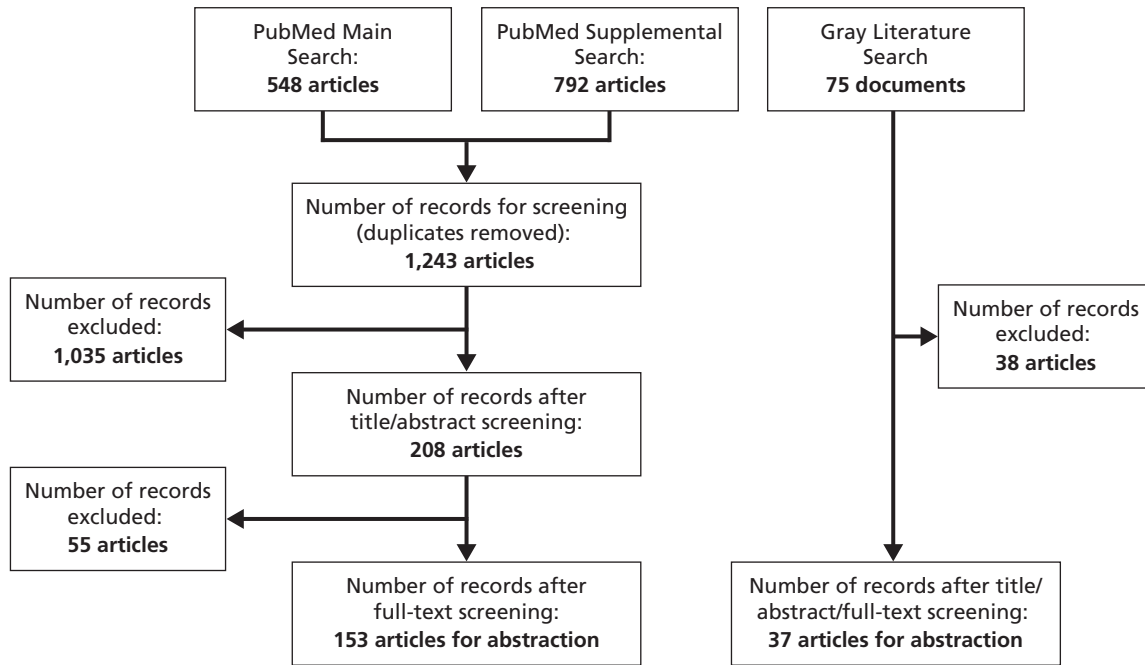 PubMed Main
Search:
548 articles
PubMed Supplemental
Search:
792 articles
Gray Literature
Search
75 documents
Number of records for screening
(duplicates removed):
1,243 articles
Number of records
excluded:
1,035 articles
Number of records
excluded:
38 articles
Number of records after
title/abstract screening:
208 articles
Number of records
excluded:
55 articles
Number of records after
full-text screening:
153 articles for abstraction
Number of records after title/
abstract/full-text screening:
37 articles for abstraction